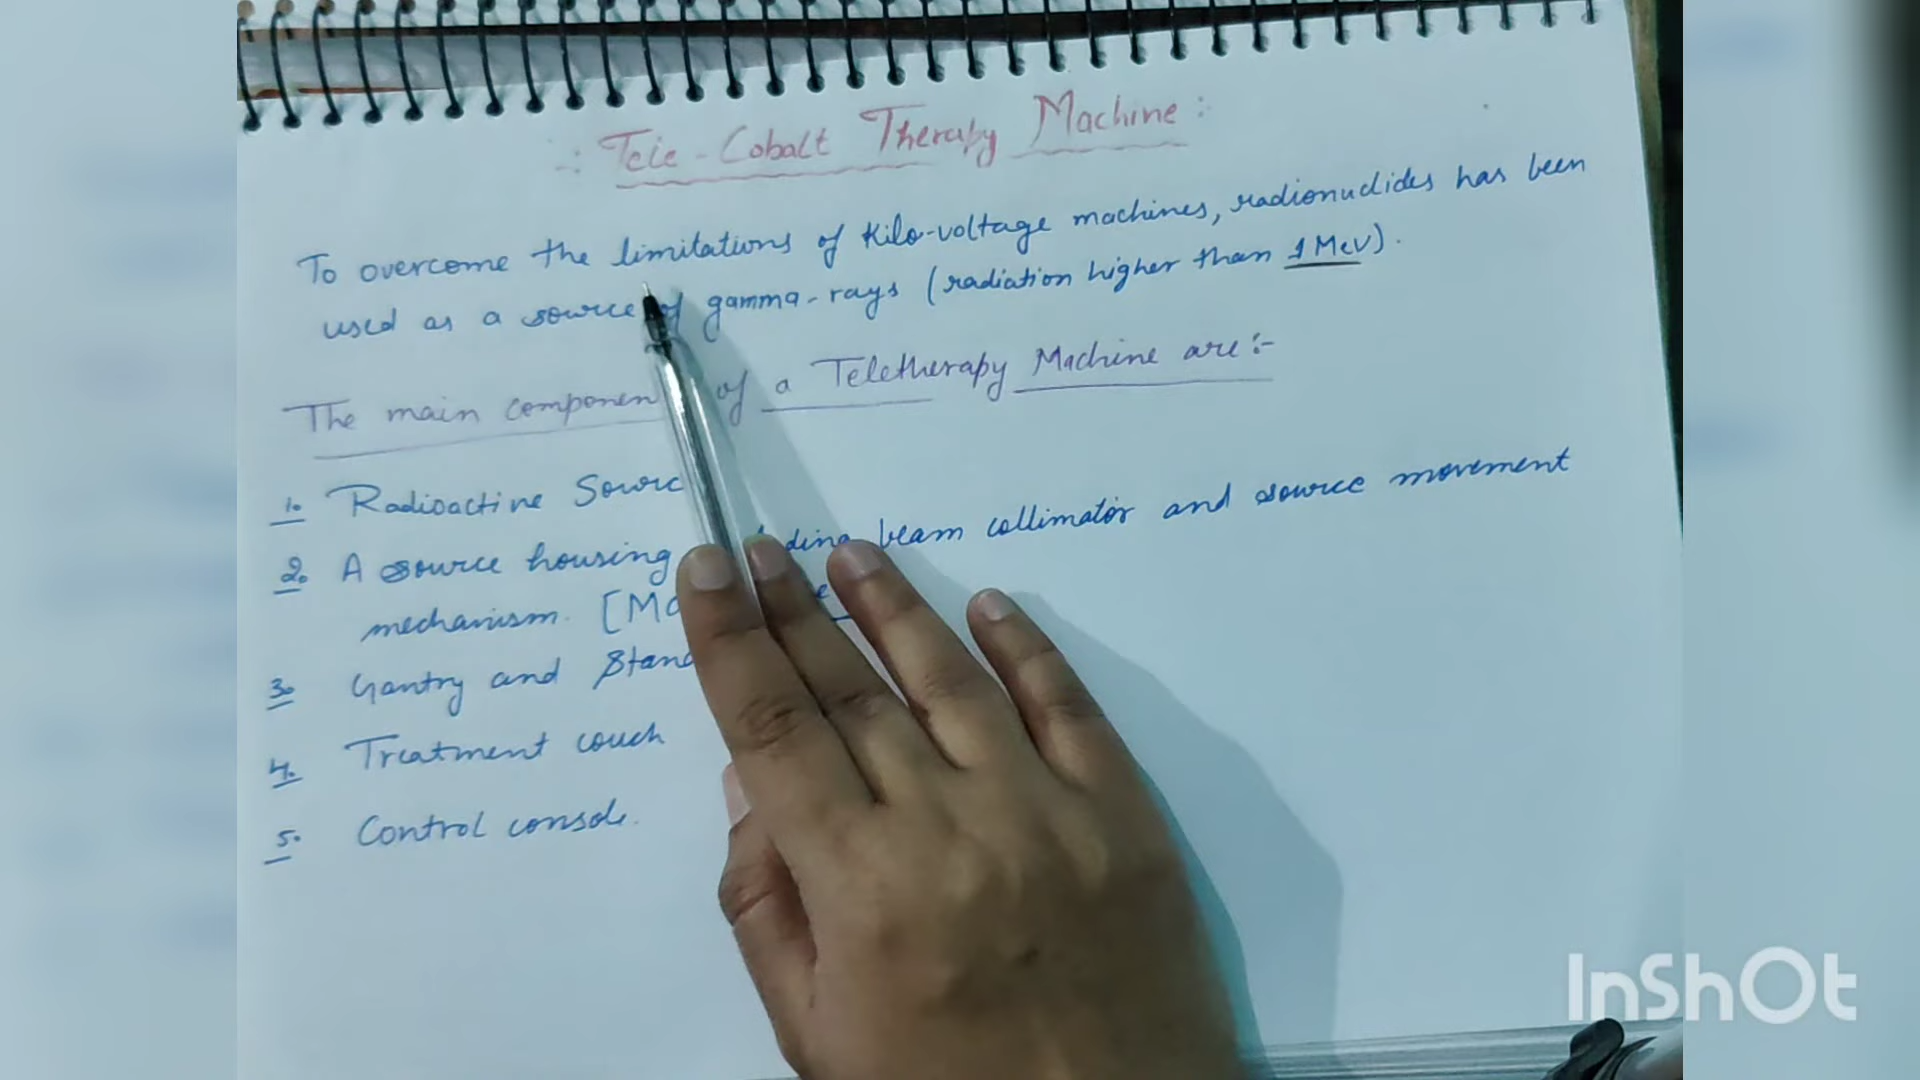 Tele-Cobalt Therapy Machine:
To overcome the limitations of Kilo-voltage machines, radionuclides has been
used as a source of gamma-rays (radiation higher than 1 MeV).
The main componen of a Teletherapy Machine are:-
1. Radioactive Sourc
2. A source housing beam collimator and source movement
mechanism.
3. Gantry and Stand
4. Treatment couch
5. Control console.
InShOt